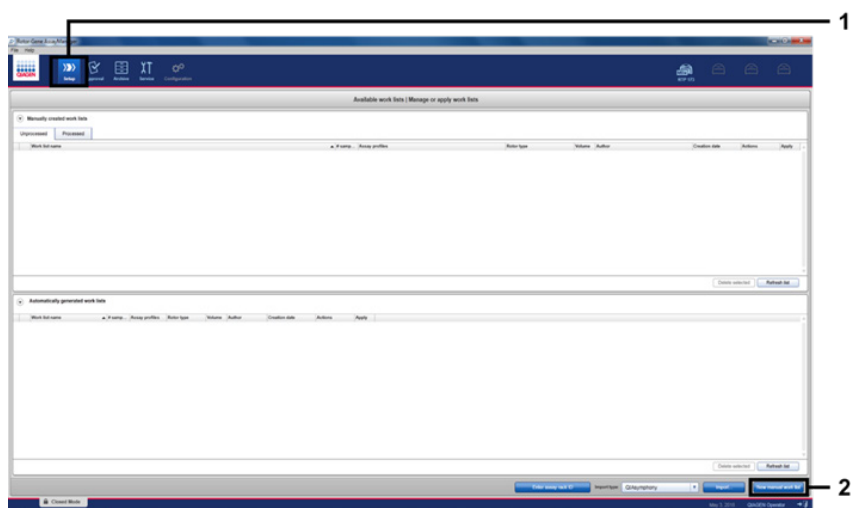 1
Rotor-Gene AssayManager
File Help
QIAGEN Setup Approval Archive Service Configuration
Available work lists | Manage or apply work lists
Manually created work lists
Unprocessed Processed
Work list name # samp... Assay profiles Rotor type Volume Author Creation date Actions Apply
Delete selected Refresh list
Automatically generated work lists
Work list name # samp... Assay profiles Rotor type Volume Author Creation date Actions Apply
Delete selected Refresh list
Import type QIAsymphony Import... New manual work list
2
Closed Mode
QIAGEN Operator